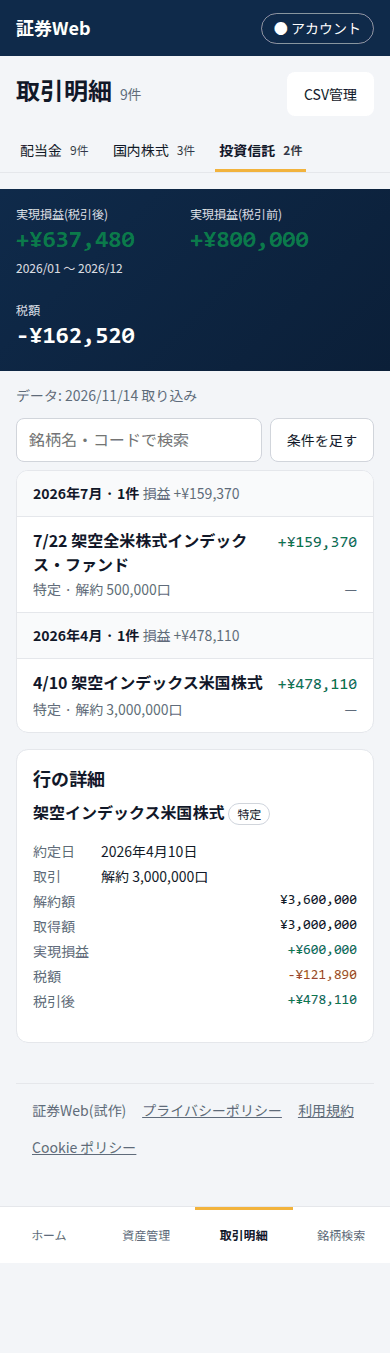 証券Web
アカウント
取引明細 9件
CSV管理
配当金 9件 国内株式 3件 投資信託 2件
実現損益(税引後) 実現損益(税引前)
+¥637,480 +¥800,000
2026/01 〜 2026/12
税額
-¥162,520
データ: 2026/11/14 取り込み
銘柄名・コードで検索
条件を足す
2026年7月・1件 損益 +¥159,370
7/22 架空全米株式インデック +¥159,370
ス・ファンド
特定・解約 500,000口 —
2026年4月・1件 損益 +¥478,110
4/10 架空インデックス米国株式 +¥478,110
特定・解約 3,000,000口 —
行の詳細
架空インデックス米国株式 特定
約定日 2026年4月10日
取引 解約 3,000,000口
解約額 ¥3,600,000
取得額 ¥3,000,000
実現損益 +¥600,000
税額 -¥121,890
税引後 +¥478,110
証券Web(試作) プライバシーポリシー 利用規約
Cookie ポリシー
ホーム 資産管理 取引明細 銘柄検索